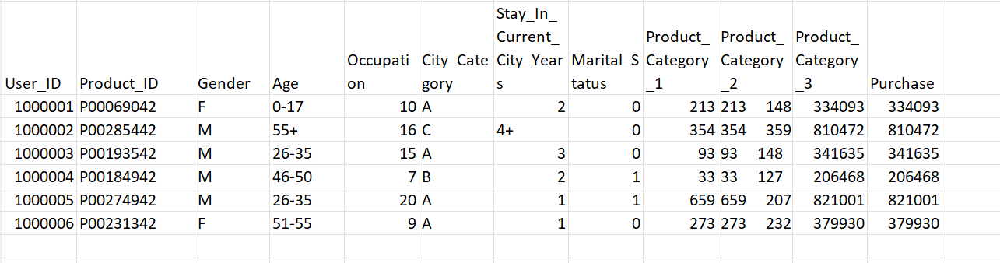 User_ID Product_ID Gender Age Occupation City_Category Stay_In_Current_City_Years Marital_Status Product_Category_1 Product_Category_2 Product_Category_3 Purchase
1000001 P00069042 F 0-17 10 A 2 0 213 213 148 334093 334093
1000002 P00285442 M 55+ 16 C 4+ 0 354 354 359 810472 810472
1000003 P00193542 M 26-35 15 A 3 0 93 93 148 341635 341635
1000004 P00184942 M 46-50 7 B 2 1 33 33 127 206468 206468
1000005 P00274942 M 26-35 20 A 1 1 659 659 207 821001 821001
1000006 P00231342 F 51-55 9 A 1 0 273 273 232 379930 379930